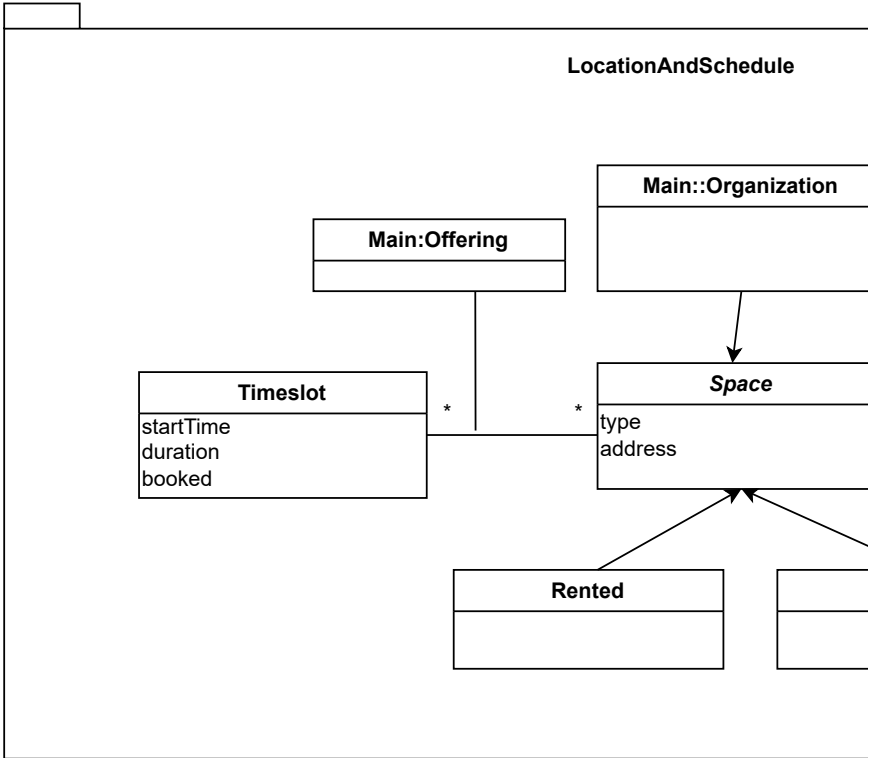 LocationAndSchedule
Main::Organization
Main:Offering
Timeslot
startTime
duration
booked
*
*
Space
type
address
Rented